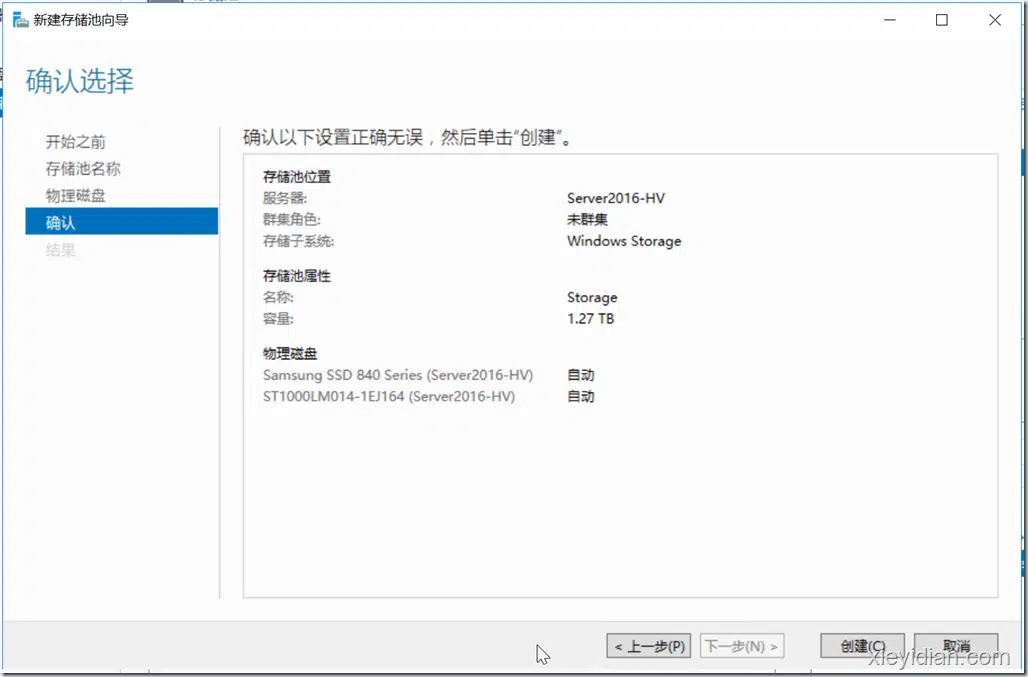 新建存储池向导
确认选择
开始之前
存储池名称
物理磁盘
确认
结果
确认以下设置正确无误，然后单击“创建”。
存储池位置
服务器: Server2016-HV
群集角色: 未群集
存储子系统: Windows Storage
存储池属性
名称: Storage
容量: 1.27 TB
物理磁盘
Samsung SSD 840 Series (Server2016-HV) 自动
ST1000LM014-1EJ164 (Server2016-HV) 自动
< 上一步(P) 下一步(N) > 创建(C) 取消
xleyidian.com